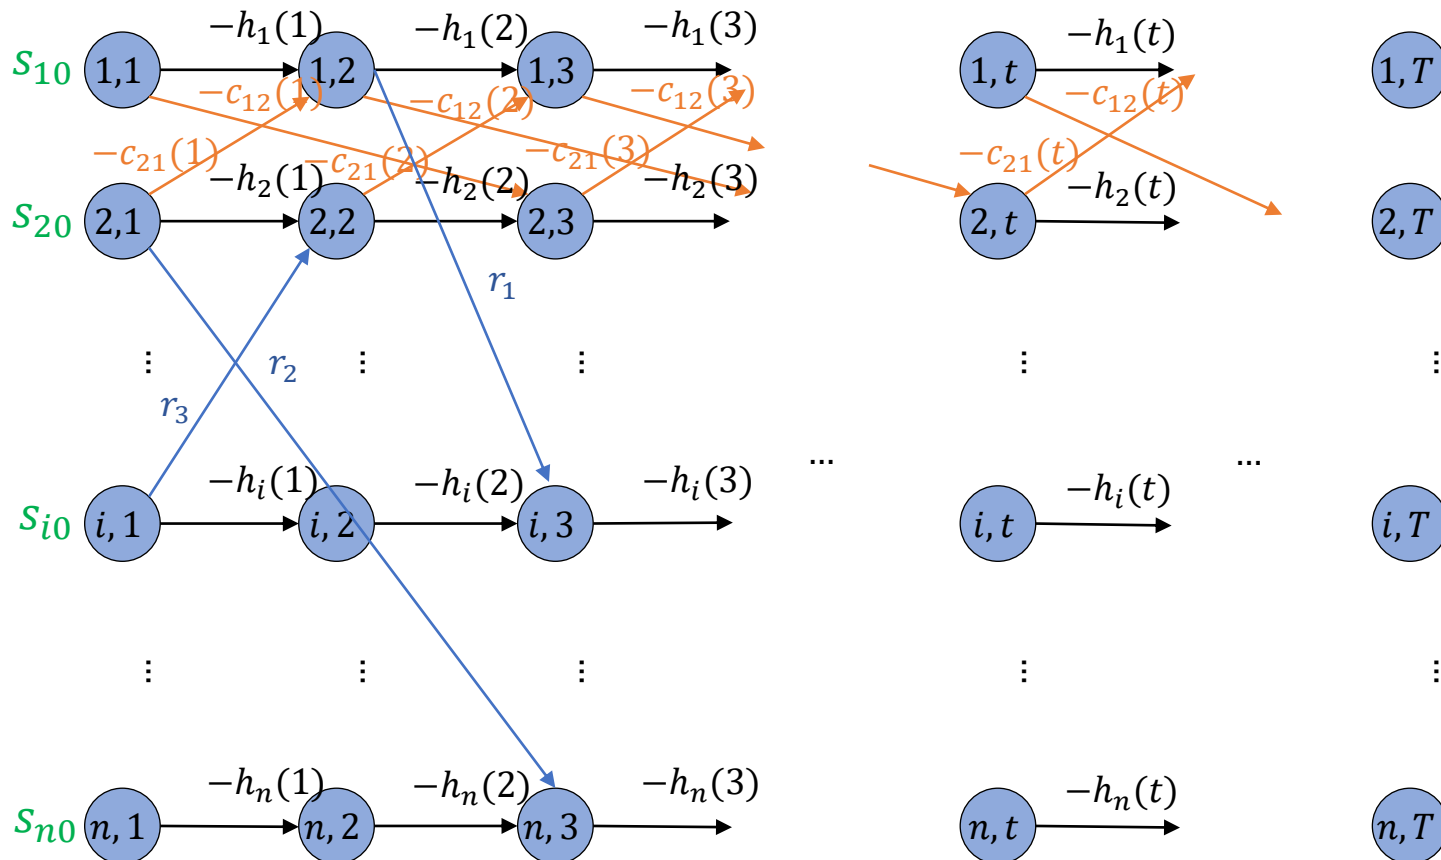 −h₁(1) −h₁(2) −h₁(3) −h₁(t)
s₁₀ 1,1 1,2 1,3 1,t 1,T
−c₁₂(1) −c₁₂(2) −c₁₂(3) −c₁₂(t)
−c₂₁(1) −c₂₁(2) −c₂₁(3) −c₂₁(t)
−h₂(1) −h₂(2) −h₂(3) −h₂(t)
s₂₀ 2,1 2,2 2,3 2,t 2,T
r₁
⋮ ⋮ ⋮ ⋮ ⋮
r₂
r₃
... ...
−hᵢ(1) −hᵢ(2) −hᵢ(3) −hᵢ(t)
sᵢ₀ i,1 i,2 i,3 i,t i,T
⋮ ⋮ ⋮ ⋮ ⋮
−hₙ(1) −hₙ(2) −hₙ(3) −hₙ(t)
sₙ₀ n,1 n,2 n,3 n,t n,T